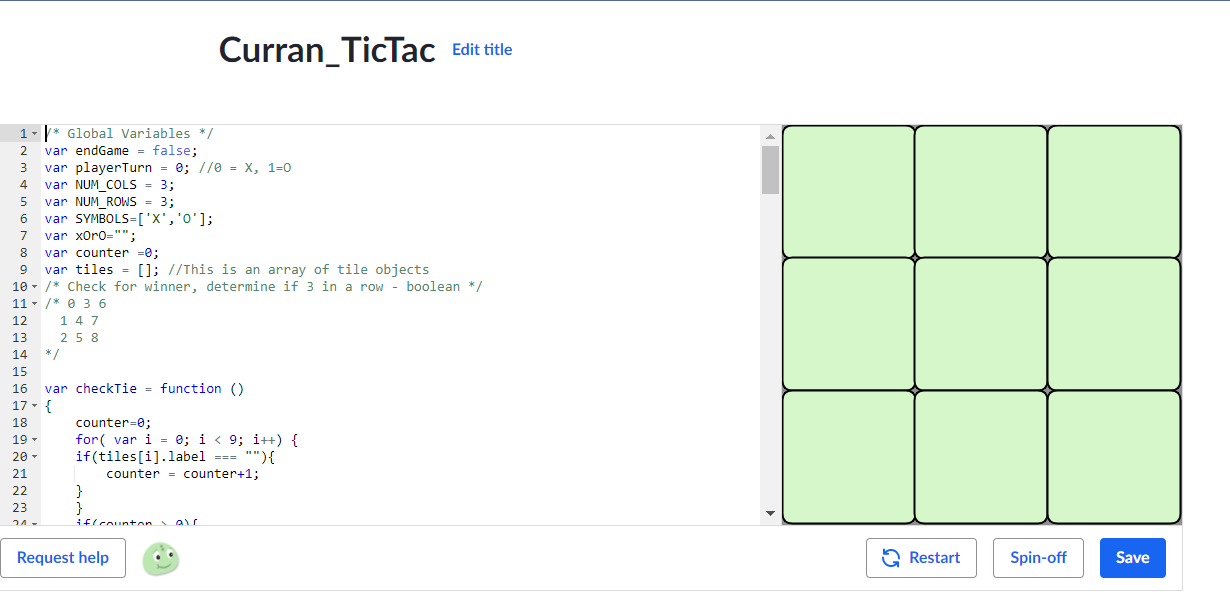 Curran_TicTac Edit title
1 /* Global Variables */
2 var endGame = false;
3 var playerTurn = 0; //0 = X, 1=O
4 var NUM_COLS = 3;
5 var NUM_ROWS = 3;
6 var SYMBOLS=['X','O'];
7 var xOrO="";
8 var counter =0;
9 var tiles = []; //This is an array of tile objects
10 /* Check for winner, determine if 3 in a row - boolean */
11 /* 0 3 6
12 1 4 7
13 2 5 8
14 */
15
16 var checkTie = function ()
17 {
18 counter=0;
19 for( var i = 0; i < 9; i++) {
20 if(tiles[i].label === ""){
21 counter = counter+1;
22 }
23 }
24 if(counter > 0){
Request help Restart Spin-off Save